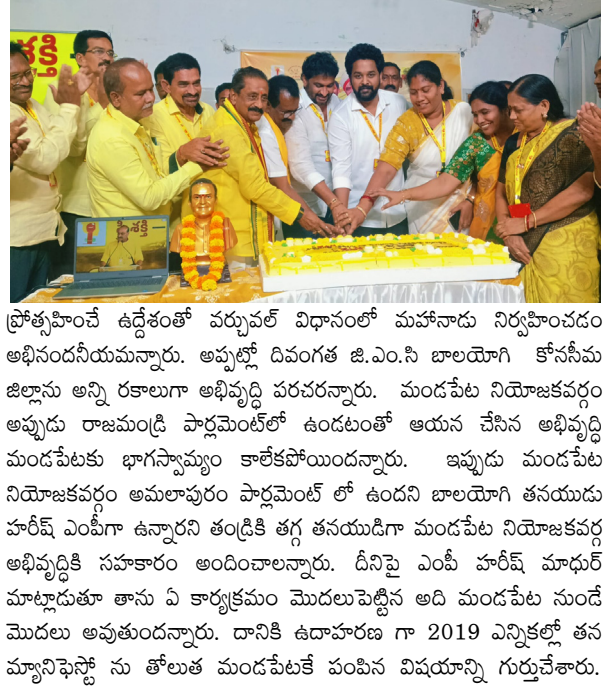 శక్తి
ప్రోత్సహించే ఉద్దేశంతో వర్చువల్ విధానంలో మహానాడు నిర్వహించడం
అభినందనీయమన్నారు. అప్పట్లో దివంగత జి.ఎం.సి బాలయోగి కోనసీమ
జిల్లాను అన్ని రకాలుగా అభివృద్ధి పరచరన్నారు. మండపేట నియోజకవర్గం
అప్పుడు రాజమండ్రి పార్లమెంట్‌లో ఉండటంతో ఆయన చేసిన అభివృద్ధి
మండపేటకు భాగస్వామ్యం కాలేకపోయిందన్నారు. ఇప్పుడు మండపేట
నియోజకవర్గం అమలాపురం పార్లమెంట్ లో ఉందని బాలయోగి తనయుడు
హరీష్ ఎంపీగా ఉన్నారని తండ్రికి తగ్గ తనయుడిగా మండపేట నియోజకవర్గ
అభివృద్ధికి సహకారం అందించాలన్నారు. దీనిపై ఎంపీ హరీష్ మాధుర్
మాట్లాడుతూ తాను ఏ కార్యక్రమం మొదలుపెట్టిన అది మండపేట నుండే
మొదలు అవుతుందన్నారు. దానికి ఉదాహరణ గా 2019 ఎన్నికల్లో తన
మ్యానిఫెస్టో ను తోలుత మండపేటకే పంపిన విషయాన్ని గుర్తుచేశారు.